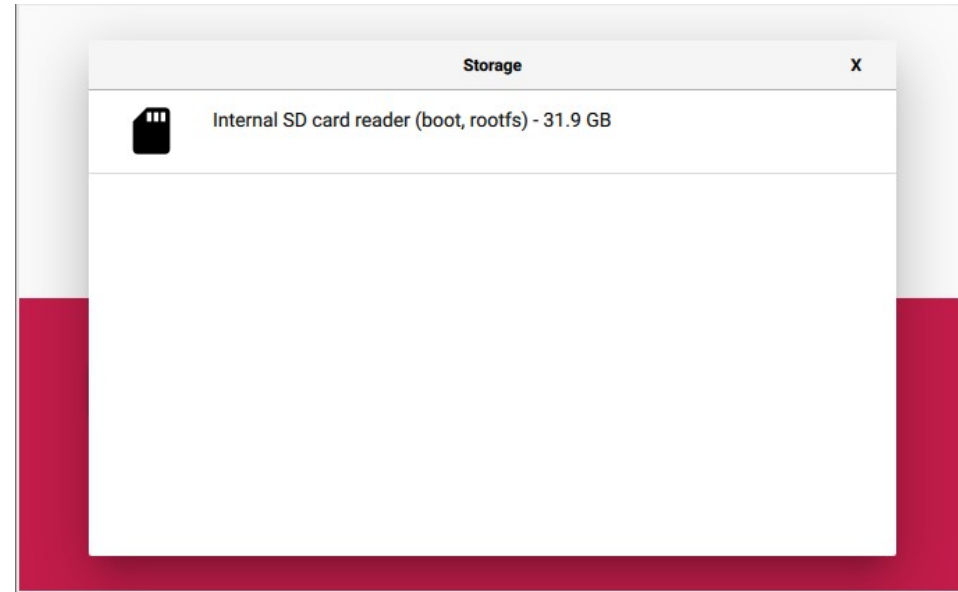 Storage X
Internal SD card reader (boot, rootfs) - 31.9 GB